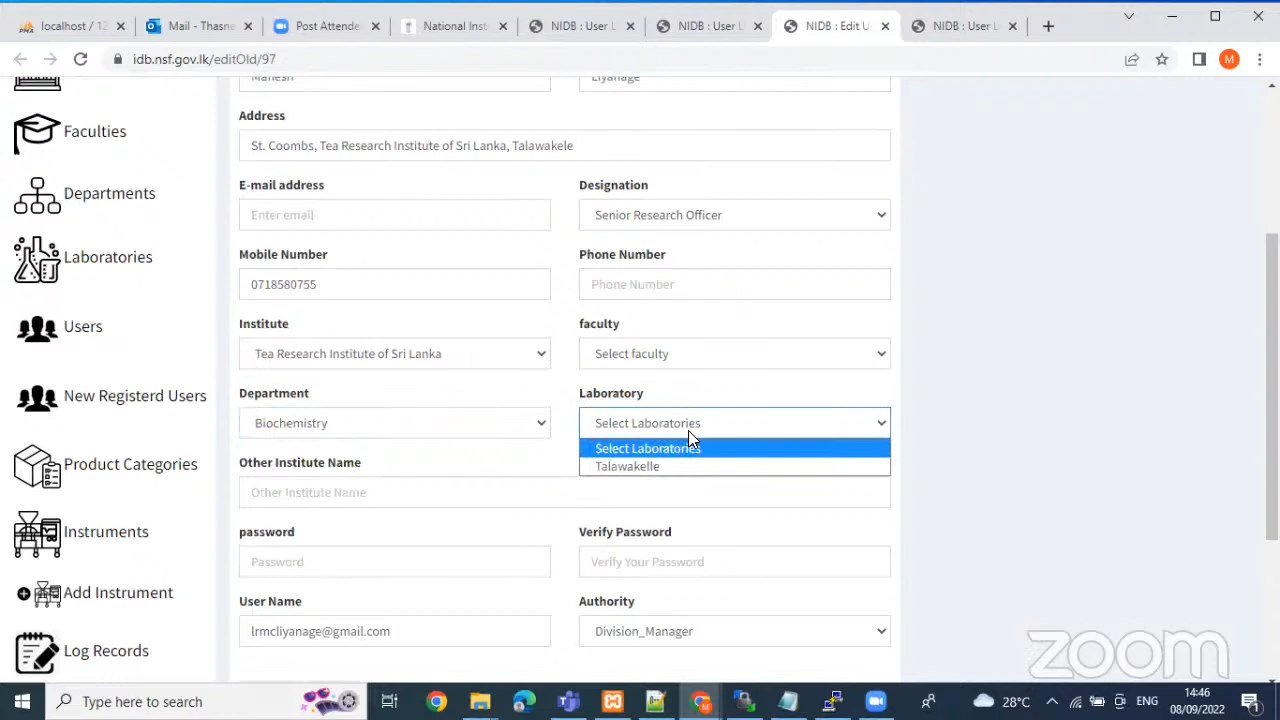 localhost / 12
Mail - Thasne
Post Attende
National Inst
NIDB : User L
NIDB : User L
NIDB : Edit U
NIDB : User L
idb.nsf.gov.lk/editOld/97
M
Mahesh
Liyanage
Address
St. Coombs, Tea Research Institute of Sri Lanka, Talawakele
E-mail address
Designation
Enter email
Senior Research Officer
Mobile Number
Phone Number
0718580755
Phone Number
Institute
faculty
Tea Research Institute of Sri Lanka
Select faculty
Department
Laboratory
Biochemistry
Select Laboratories
Select Laboratories
Talawakelle
Other Institute Name
Other Institute Name
password
Verify Password
Password
Verify Your Password
User Name
Authority
lrmcliyanage@gmail.com
Division_Manager
Faculties
Departments
Laboratories
Users
New Registerd Users
Product Categories
Instruments
Add Instrument
Log Records
zoom
Type here to search
28°C
ENG
14:46
08/09/2022
1